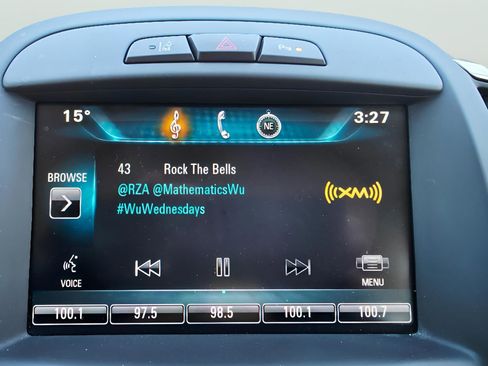 15°
NE
3:27
BROWSE
43 Rock The Bells
@RZA @MathematicsWu
#WuWednesdays
((XM))
VOICE
MENU
100.1 97.5 98.5 100.1 100.7